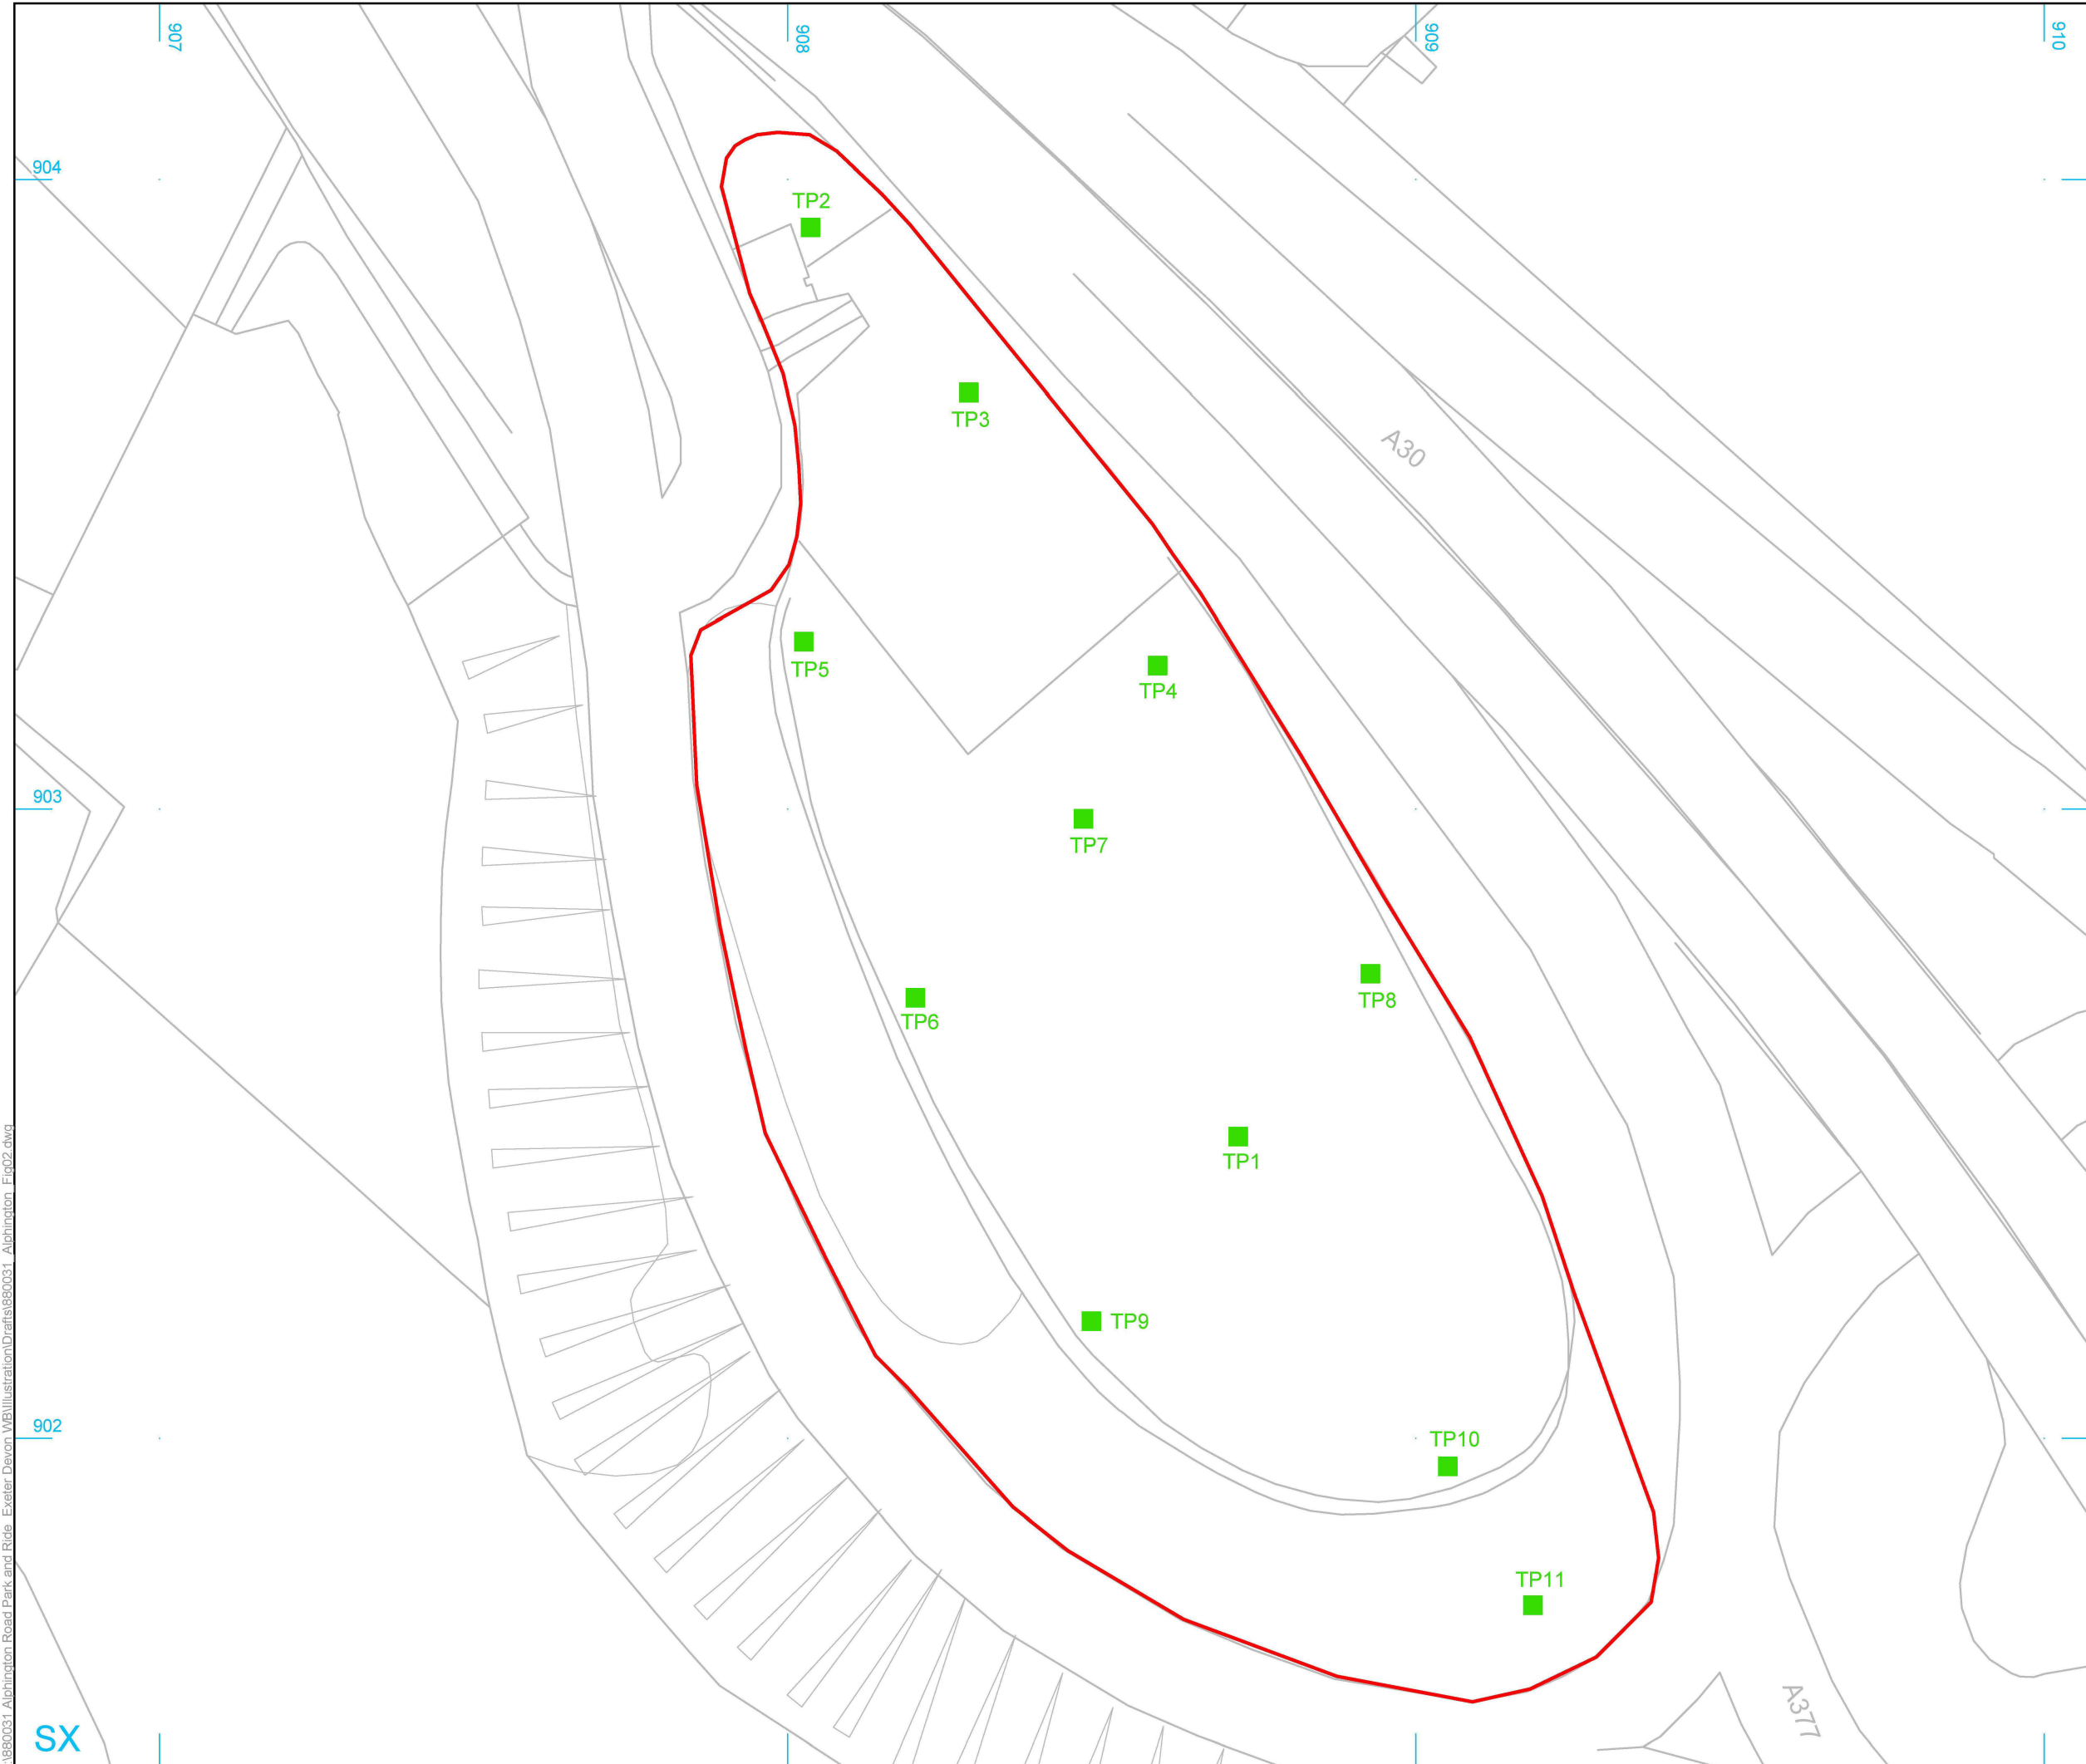 907
908
909
910
904
TP2
TP3
A30
TP5
TP4
903
TP7
TP8
TP6
TP1
TP9
902
TP10
TP11
A377
SX
\880031 Alphington Road Park and Ride Exeter Devon WB\Illustration\Drafts\880031 Alphington Fig02.dwg